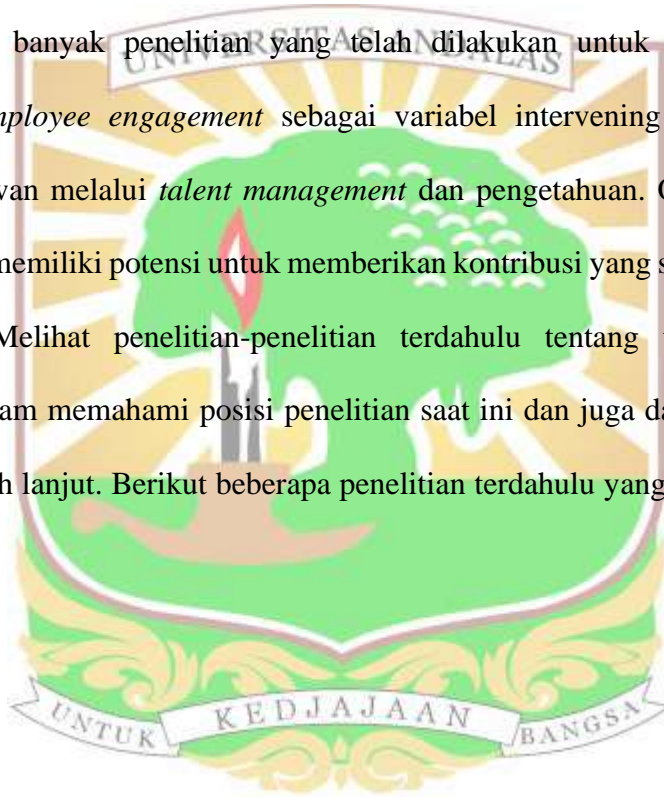 banyak penelitian yang telah dilakukan untuk
UNIVERSITAS ANDALAS
mployee engagement sebagai variabel intervening
van melalui talent management dan pengetahuan.
memiliki potensi untuk memberikan kontribusi yang s
Melihat penelitian-penelitian terdahulu tentang
am memahami posisi penelitian saat ini dan juga da
h lanjut. Berikut beberapa penelitian terdahulu yang
UNTUK KEDJAJAAN BANGSA